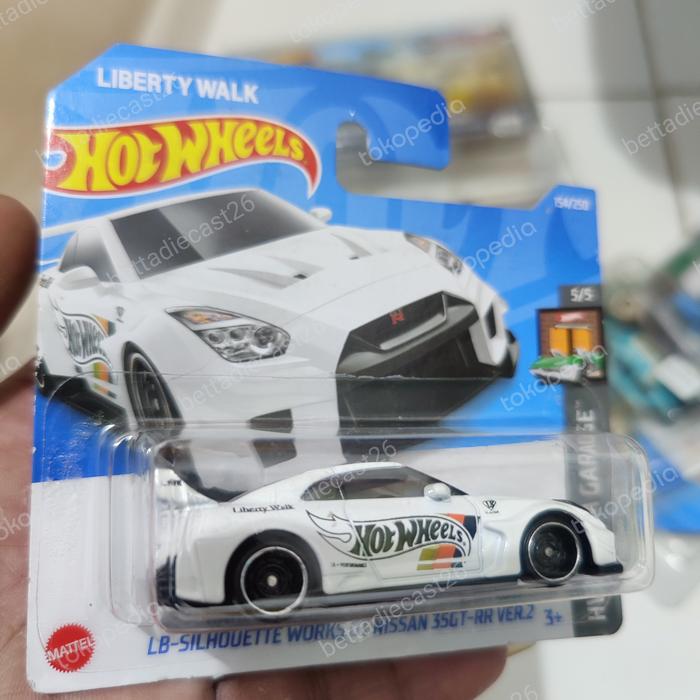 LIBERTY WALK
HOT WHEELS
154/250
5/5
GARAGE
Liberty Walk
HOT WHEELS
LB-SILHOUETTE WORKS GT NISSAN 35GT-RR VER.2
3+
MATTEL
tokopedia
bettadiecast26